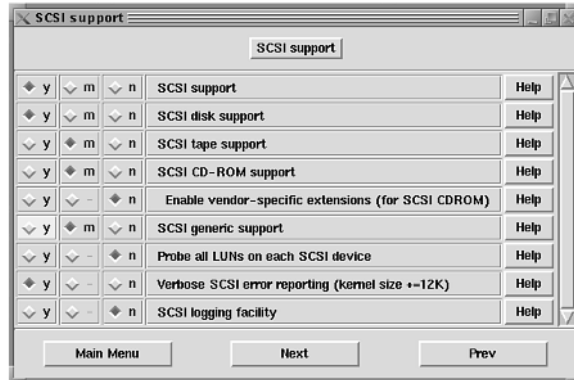 SCSI support
SCSI support
y m n SCSI support Help
y m n SCSI disk support Help
y m n SCSI tape support Help
y m n SCSI CD-ROM support Help
y - n Enable vendor-specific extensions (for SCSI CDROM) Help
y m n SCSI generic support Help
y - n Probe all LUNs on each SCSI device Help
y - n Verbose SCSI error reporting (kernel size +=12K) Help
y - n SCSI logging facility Help
Main Menu Next Prev